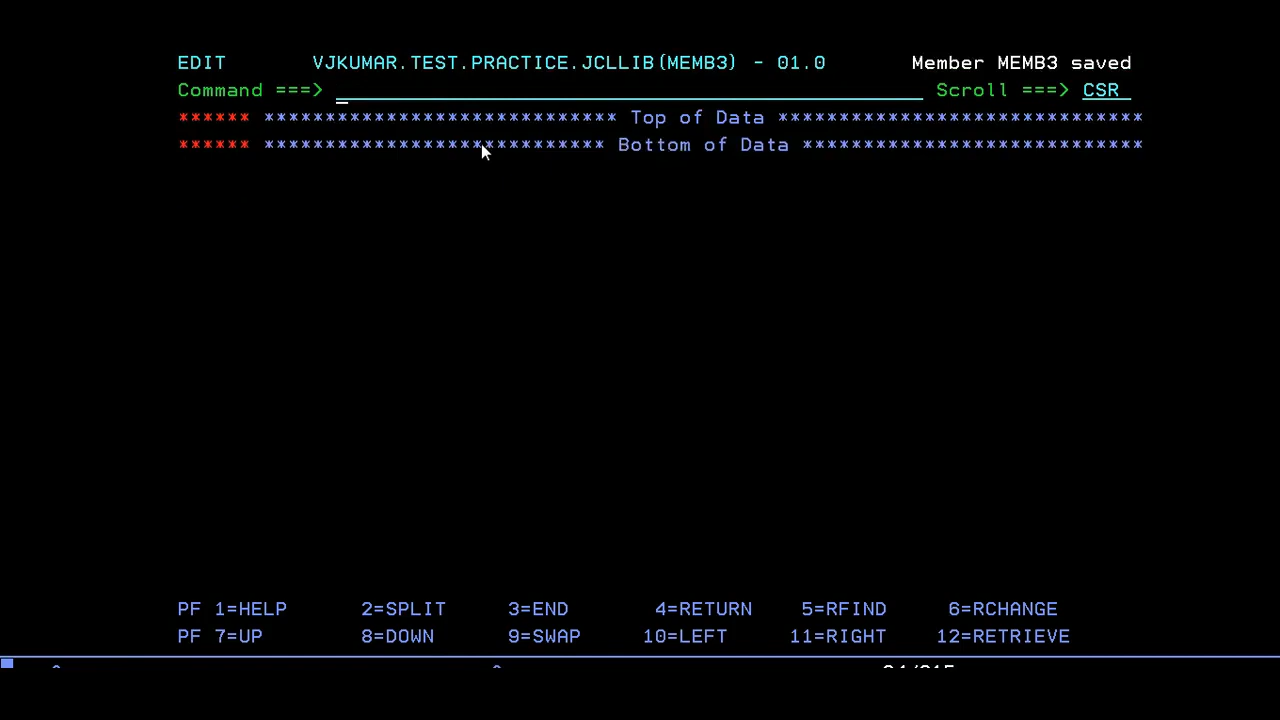 EDIT VJKUMAR.TEST.PRACTICE.JCLLIB(MEMB3) - 01.0 Member MEMB3 saved
Command ===> Scroll ===> CSR
****** ***************************** Top of Data ******************************
****** **************************** Bottom of Data ****************************
PF 1=HELP 2=SPLIT 3=END 4=RETURN 5=RFIND 6=RCHANGE
PF 7=UP 8=DOWN 9=SWAP 10=LEFT 11=RIGHT 12=RETRIEVE